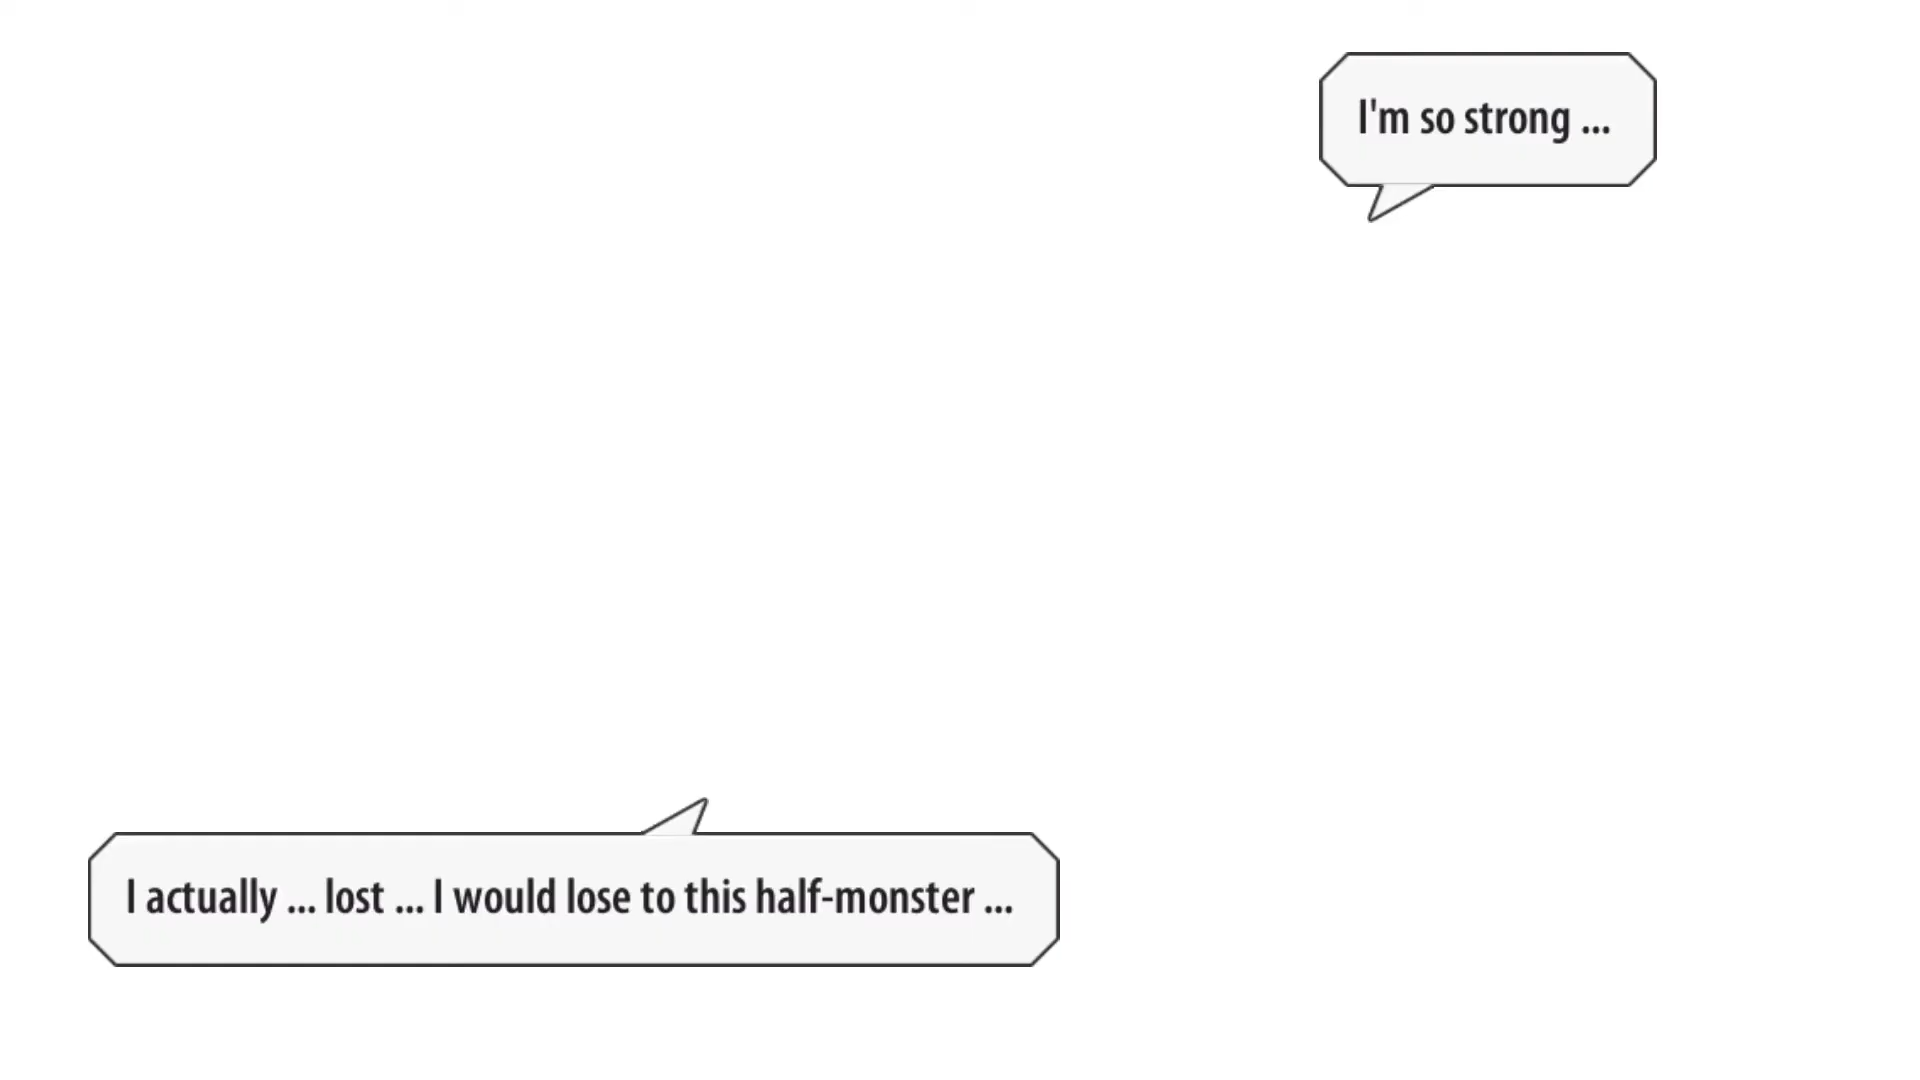 I'm so strong ...
I actually ... lost ... I would lose to this half-monster ...